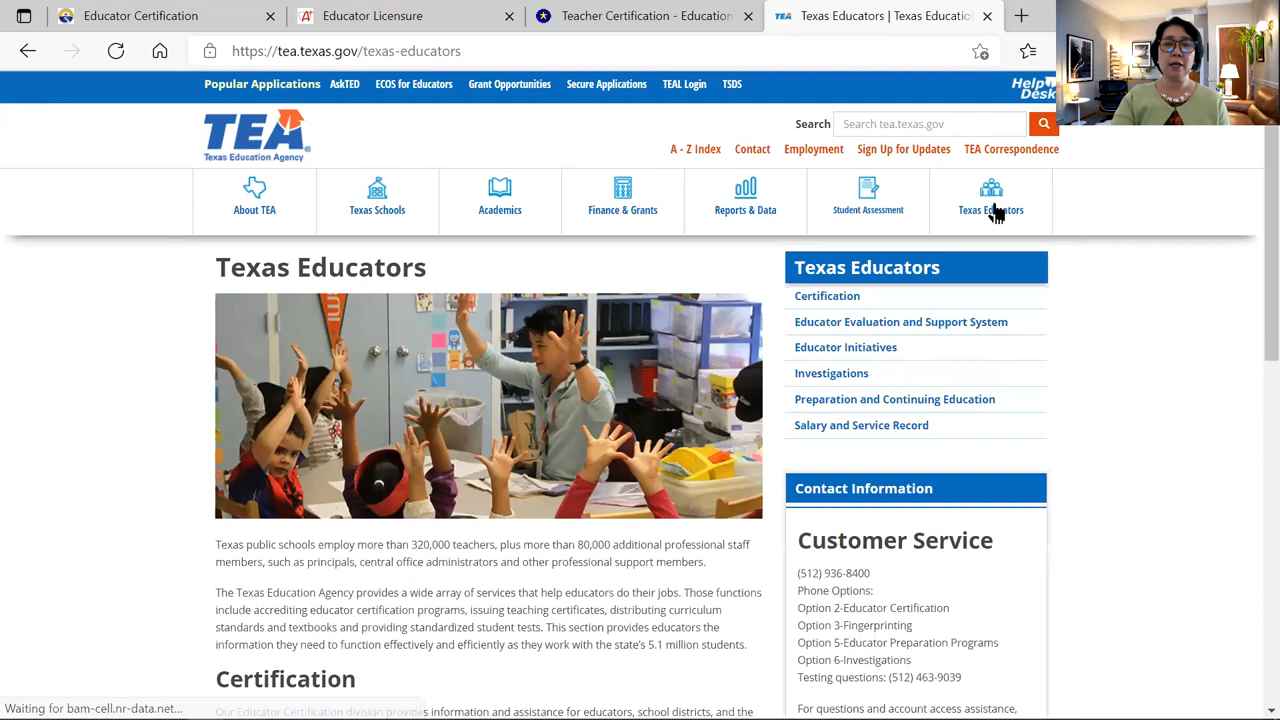 Educator Certification
Educator Licensure
Teacher Certification - Education
Texas Educators | Texas Educatio
https://tea.texas.gov/texas-educators
Popular Applications AskTED ECOS for Educators Grant Opportunities Secure Applications TEAL Login TSDS
Help
Desk
TEA
Texas Education Agency
Search Search tea.texas.gov
A - Z Index Contact Employment Sign Up for Updates TEA Correspondence
About TEA Texas Schools Academics Finance & Grants Reports & Data Student Assessment Texas Educators
Texas Educators
Texas public schools employ more than 320,000 teachers, plus more than 80,000 additional professional staff
members, such as principals, central office administrators and other professional support members.
The Texas Education Agency provides a wide array of services that help educators do their jobs. Those functions
include accrediting educator certification programs, issuing teaching certificates, distributing curriculum
standards and textbooks and providing standardized student tests. This section provides educators the
information they need to function effectively and efficiently as they work with the state's 5.1 million students.
Certification
Our Educator Certification division provides information and assistance for educators, school districts, and the
Texas Educators
Certification
Educator Evaluation and Support System
Educator Initiatives
Investigations
Preparation and Continuing Education
Salary and Service Record
Contact Information
Customer Service
(512) 936-8400
Phone Options:
Option 2-Educator Certification
Option 3-Fingerprinting
Option 5-Educator Preparation Programs
Option 6-Investigations
Testing questions: (512) 463-9039
For questions and account access assistance,
Waiting for bam-cell.nr-data.net...